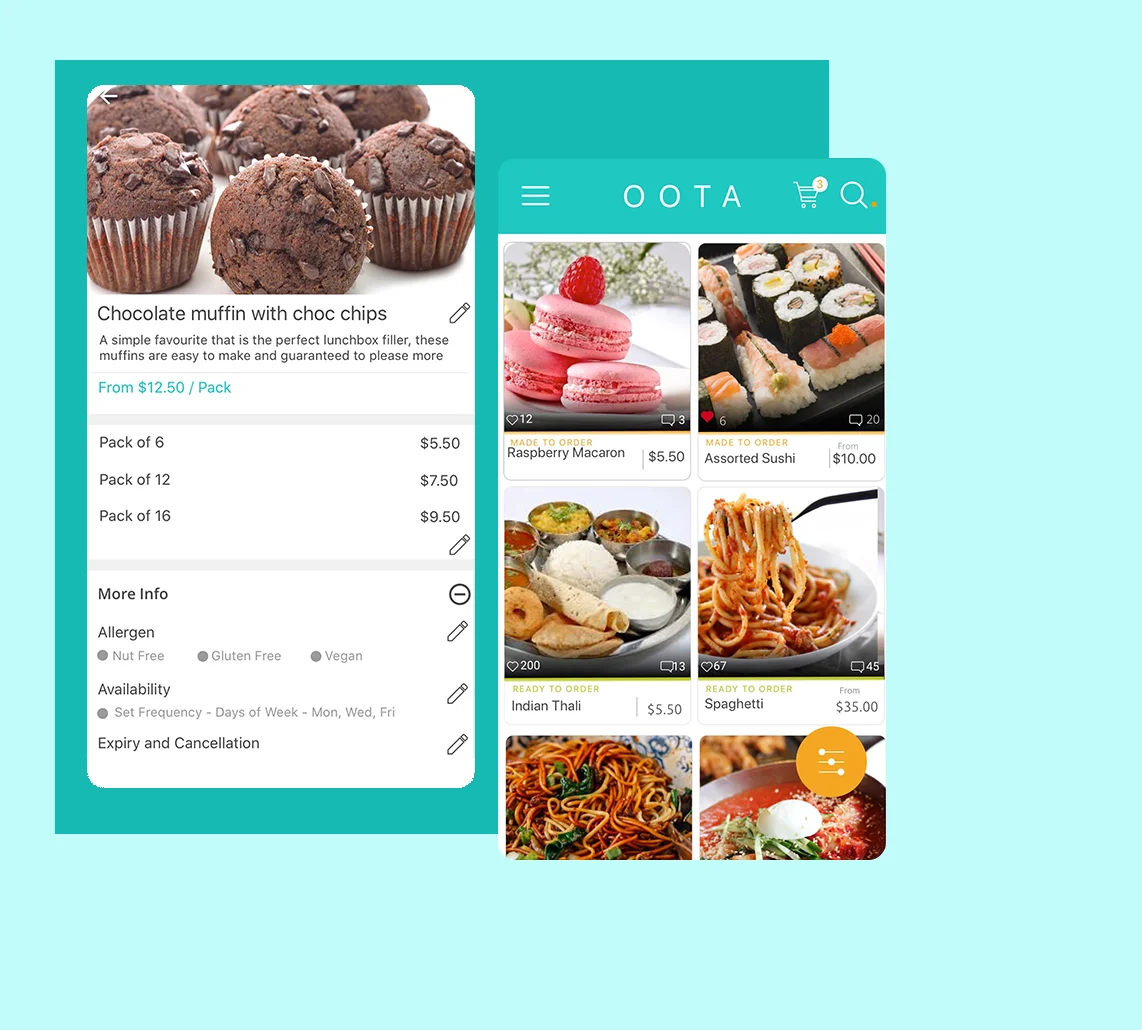 Chocolate muffin with choc chips
A simple favourite that is the perfect lunchbox filler, these
muffins are easy to make and guaranteed to please more
From $12.50 / Pack
Pack of 6 $5.50
Pack of 12 $7.50
Pack of 16 $9.50
More Info
Allergen
Nut Free Gluten Free Vegan
Availability
Set Frequency - Days of Week - Mon, Wed, Fri
Expiry and Cancellation
OOTA 3
12 3
MADE TO ORDER
Raspberry Macaron $5.50
6 20
MADE TO ORDER
From
Assorted Sushi $10.00
200 13
READY TO ORDER
Indian Thali $5.50
67 45
READY TO ORDER
From
Spaghetti $35.00